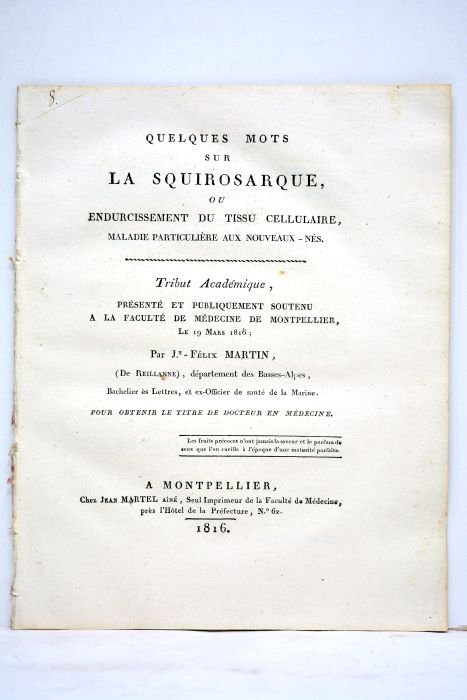 8.
QUELQUES MOTS
SUR
LA SQUIROSARQUE,
OU
ENDURCISSEMENT DU TISSU CELLULAIRE,
MALADIE PARTICULIÈRE AUX NOUVEAUX-NÉS.
Tribut Académique,
PRÉSENTÉ ET PUBLIQUEMENT SOUTENU
A LA FACULTÉ DE MÉDECINE DE MONTPELLIER,
LE 19 MARS 1816;
PAR J.ⁿ-FÉLIX MARTIN,
(DE REILLANNE), département des Basses-Alpes,
Bachelier ès Lettres, et ex-Officier de santé de la Marine.
POUR OBTENIR LE TITRE DE DOCTEUR EN MÉDECINE.
Les fruits précoces n'ont jamais la saveur et le parfum de
ceux que l'on cueille à l'époque d'une maturité parfaite.
A MONTPELLIER,
Chez JEAN MARTEL AÎNÉ, Seul Imprimeur de la Faculté de Médecine,
près l'Hôtel de la Préfecture, N.º 62.
1816.